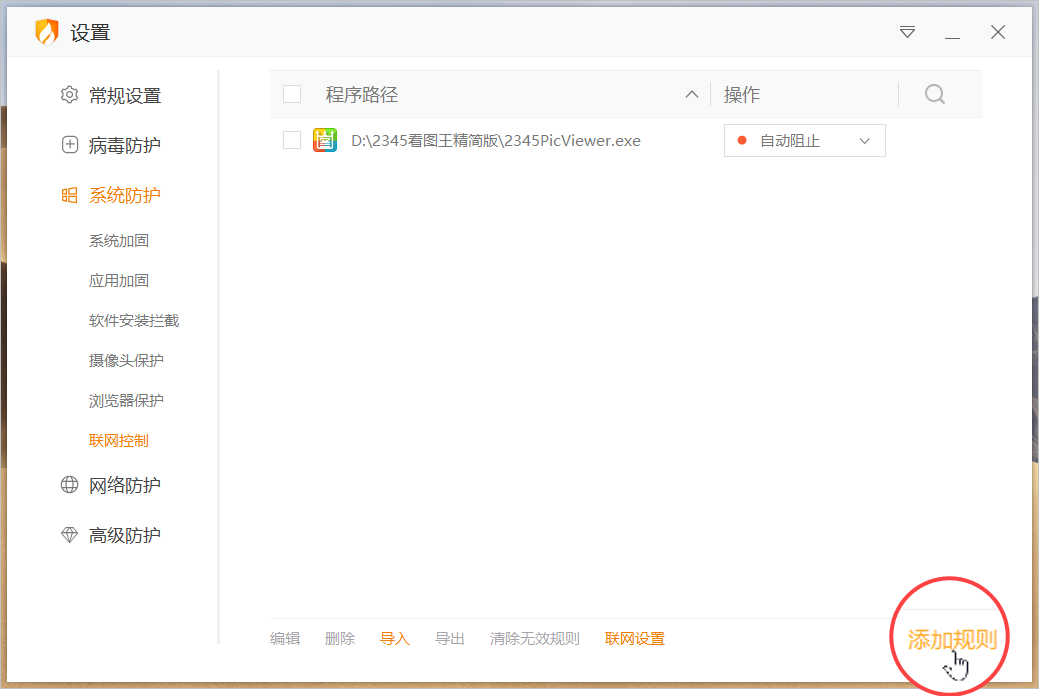 设置
常规设置
病毒防护
系统防护
系统加固
应用加固
软件安装拦截
摄像头保护
浏览器保护
联网控制
网络防护
高级防护
程序路径 操作
D:\2345看图王精简版\2345PicViewer.exe 自动阻止
编辑 删除 导入 导出 清除无效规则 联网设置 添加规则